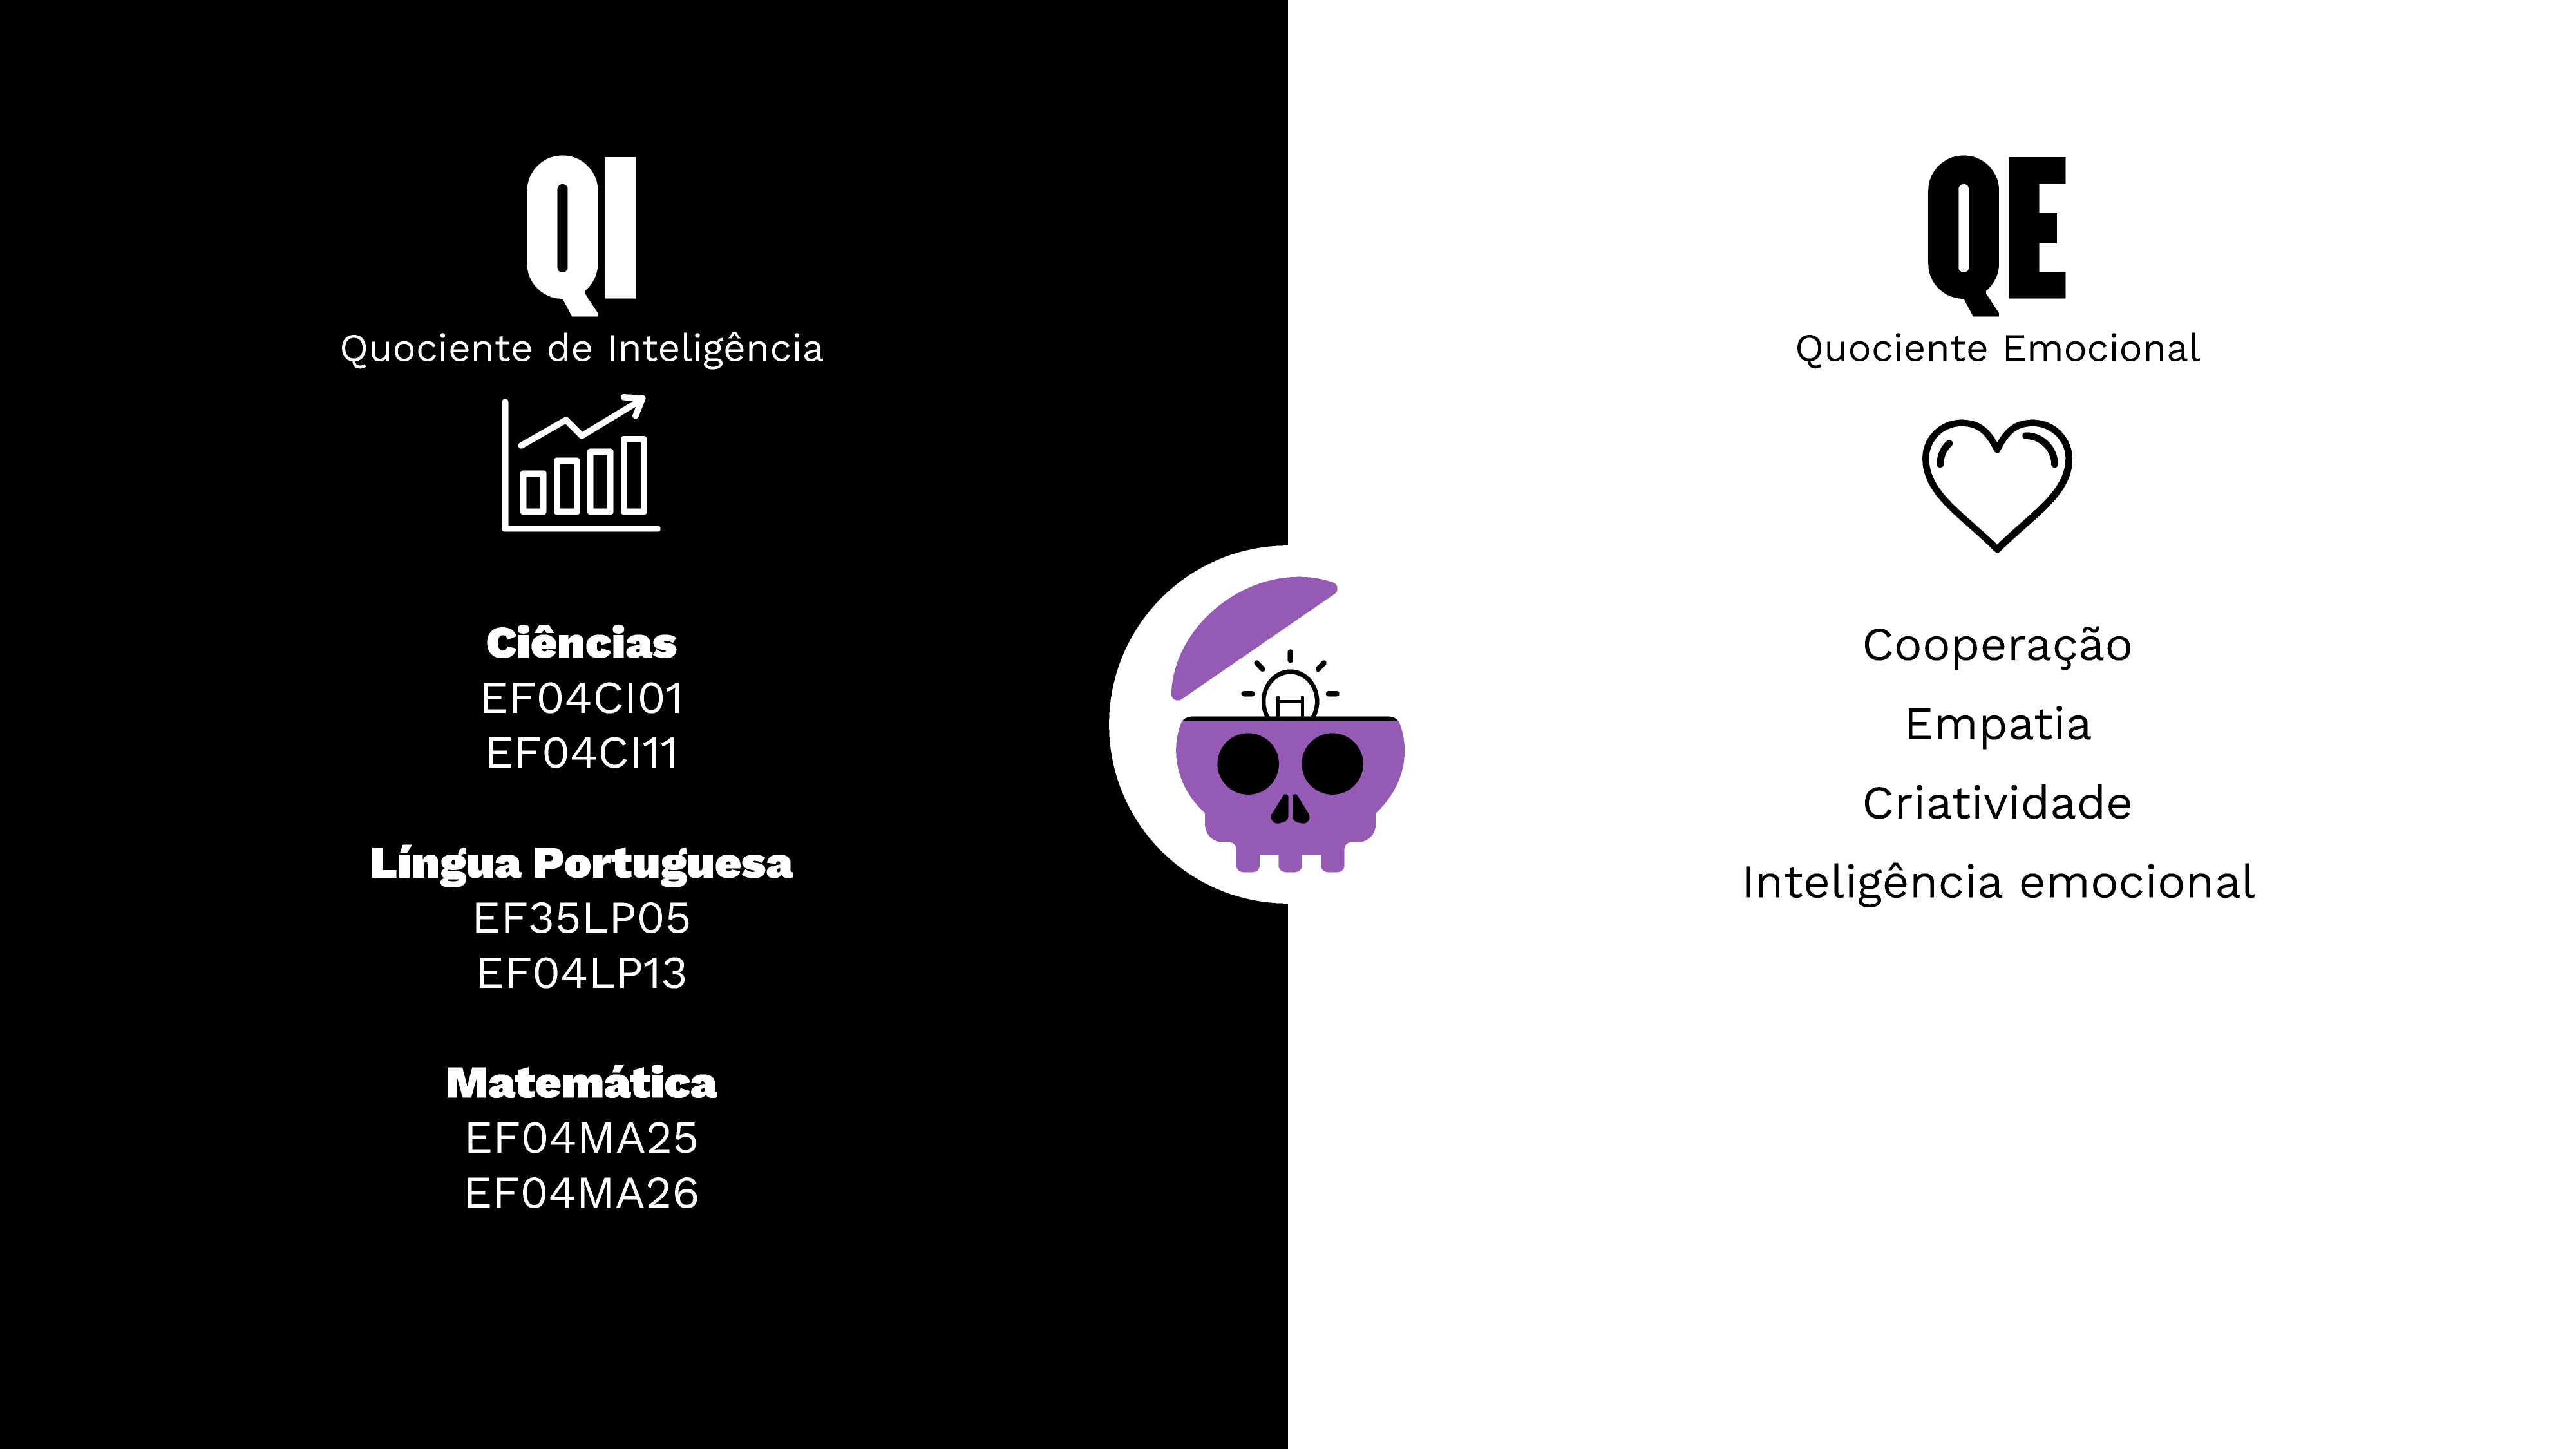 QI
Quociente de Inteligência
Ciências
EF04CI01
EF04CI11
Língua Portuguesa
EF35LP05
EF04LP13
Matemática
EF04MA25
EF04MA26
QE
Quociente Emocional
Cooperação
Empatia
Criatividade
Inteligência emocional